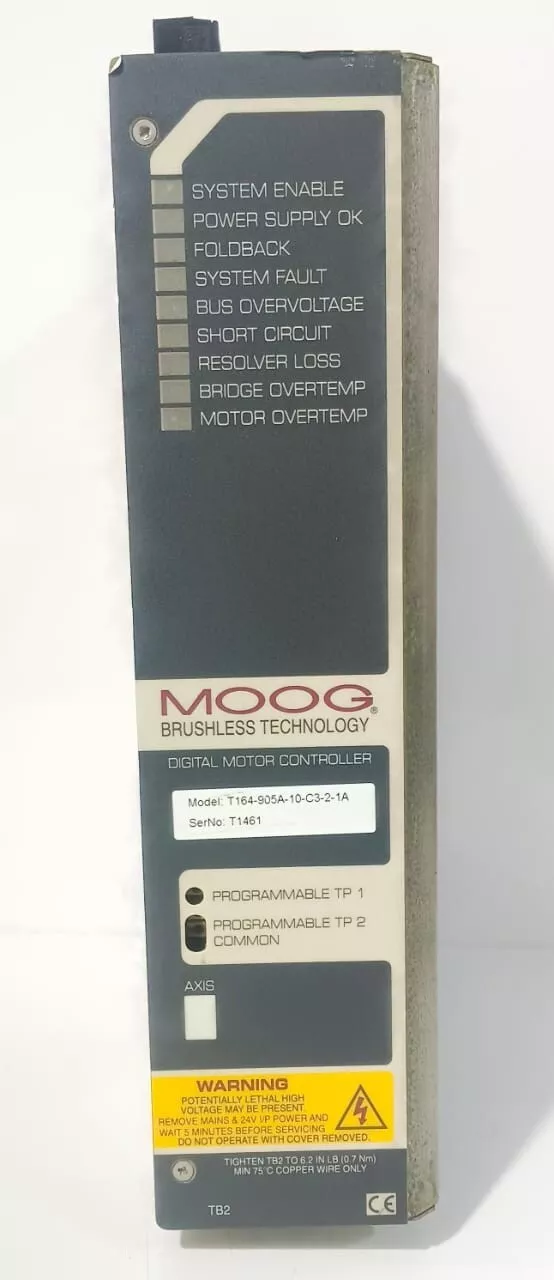 SYSTEM ENABLE
POWER SUPPLY OK
FOLDBACK
SYSTEM FAULT
BUS OVERVOLTAGE
SHORT CIRCUIT
RESOLVER LOSS
BRIDGE OVERTEMP
MOTOR OVERTEMP
MOOG®
BRUSHLESS TECHNOLOGY
DIGITAL MOTOR CONTROLLER
Model: T164-905A-10-C3-2-1A
SerNo: T1461
PROGRAMMABLE TP 1
PROGRAMMABLE TP 2
COMMON
AXIS
WARNING
POTENTIALLY LETHAL HIGH
VOLTAGE MAY BE PRESENT
REMOVE MAINS & 24V I/P POWER AND
WAIT 5 MINUTES BEFORE SERVICING
DO NOT OPERATE WITH COVER REMOVED.
TIGHTEN TB2 TO 6.2 IN LB (0.7 Nm)
MIN 75°C COPPER WIRE ONLY
TB2
CE